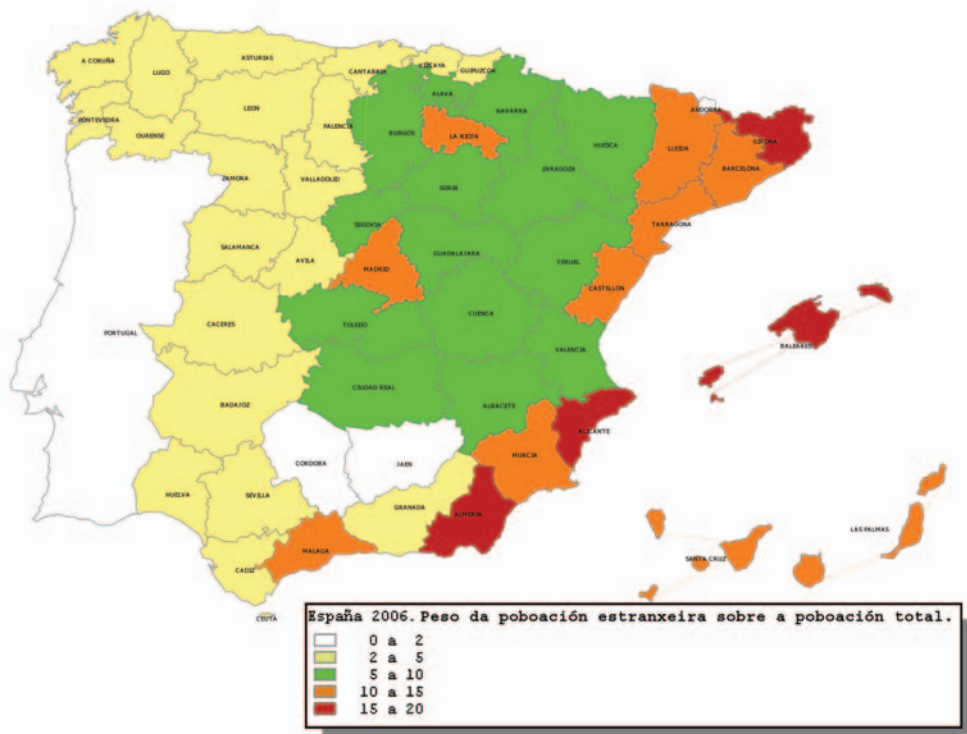 A CORUÑA
LUGO
ASTURIAS
CANTABRIA
VIZCAYA
GUIPUZCOA
PONTEVEDRA
OURENSE
LEON
PALENCIA
BURGOS
ALAVA
NAVARRA
LA RIOJA
HUESCA
ANDORRA
GIRONA
LLEIDA
BARCELONA
ZAMORA
VALLADOLID
SORIA
ZARAGOZA
TARRAGONA
SEGOVIA
SALAMANCA
AVILA
MADRID
GUADALAJARA
TERUEL
CASTELLON
PORTUGAL
CACERES
TOLEDO
CUENCA
VALENCIA
BALEARES
BADAJOZ
CIUDAD REAL
ALBACETE
ALICANTE
CORDOBA
JAEN
MURCIA
HUELVA
SEVILLA
GRANADA
ALMERIA
CADIZ
MALAGA
CEUTA
SANTA CRUZ
LAS PALMAS
España 2006. Peso da poboación estranxeira sobre a poboación total.
0 a 2
2 a 5
5 a 10
10 a 15
15 a 20